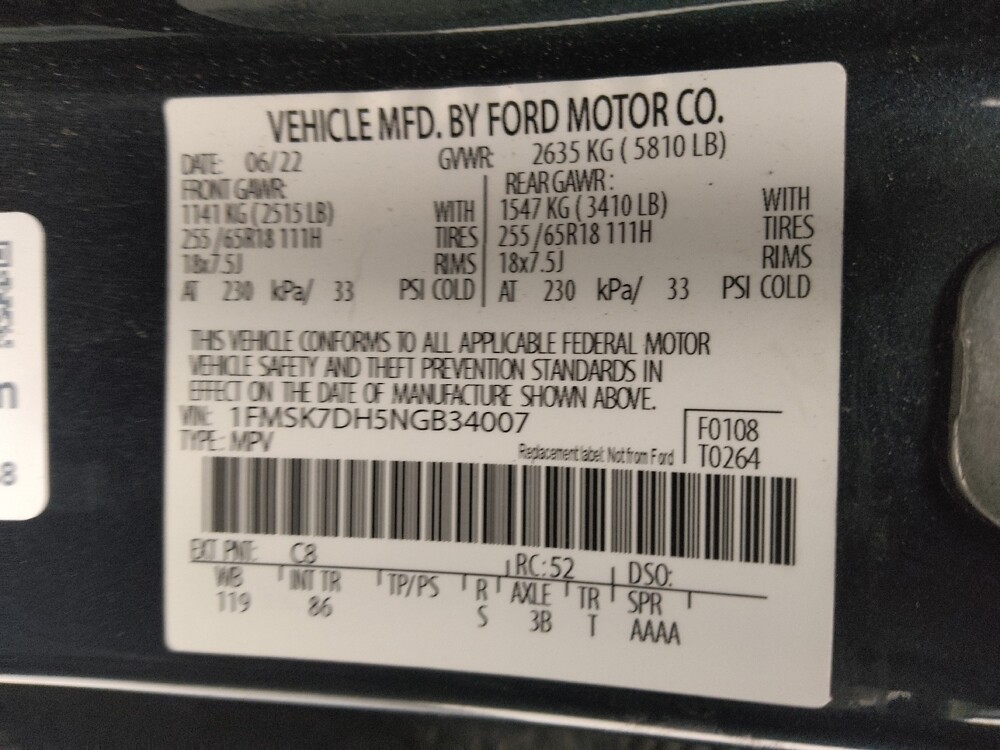 VEHICLE MFD. BY FORD MOTOR CO.
DATE: 06/22 GVWR: 2635 KG ( 5810 LB)
FRONT GAWR: REAR GAWR :
1141 KG (2515 LB) WITH 1547 KG ( 3410 LB) WITH
255 /65R18 111H TIRES 255 /65R18 111H TIRES
18x7.5J RIMS 18x7.5J RIMS
AT 230 kPa/ 33 PSI COLD AT 230 kPa/ 33 PSI COLD
THIS VEHICLE CONFORMS TO ALL APPLICABLE FEDERAL MOTOR
VEHICLE SAFETY AND THEFT PREVENTION STANDARDS IN
EFFECT ON THE DATE OF MANUFACTURE SHOWN ABOVE.
VIN: 1FMSK7DH5NGB34007 F0108
TYPE: MPV Replacement label: Not from Ford T0264
EXT PNT: C8 RC: 52 DSO:
WB INT TR TP/PS R AXLE TR SPR
119 86 S 3B T AAAA
8